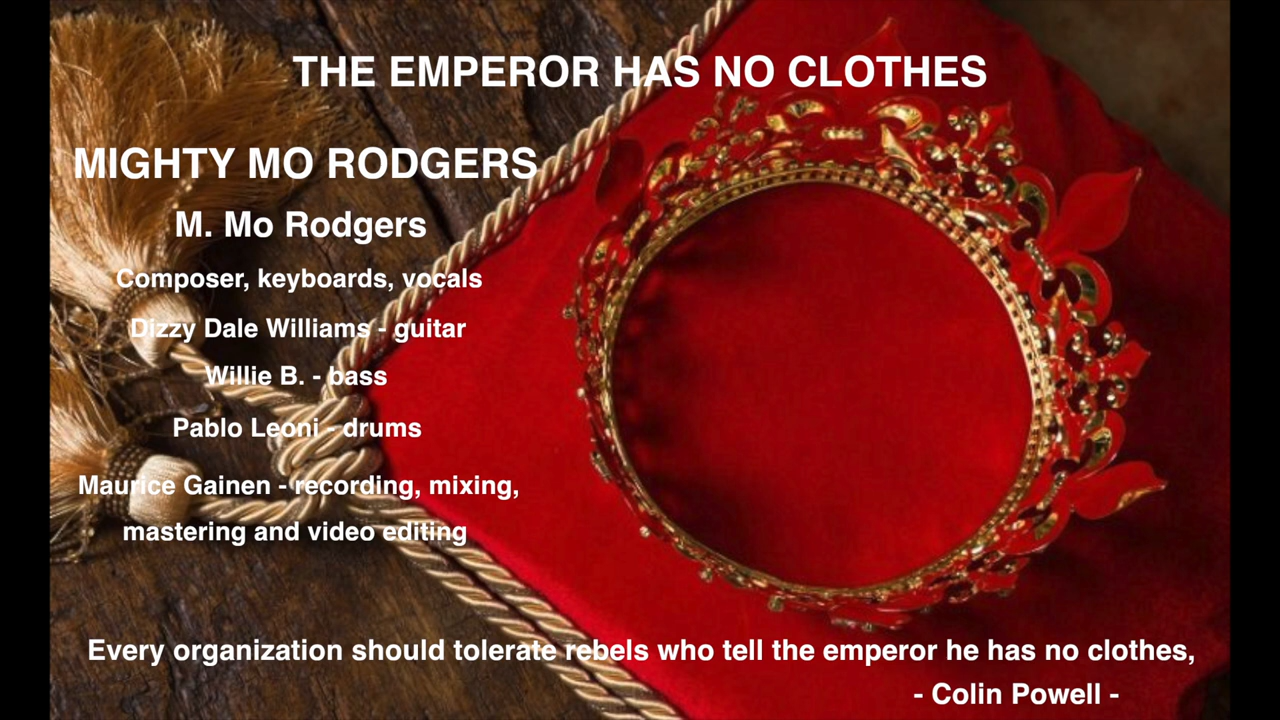 THE EMPEROR HAS NO CLOTHES
MIGHTY MO RODGERS
M. Mo Rodgers
Composer, keyboards, vocals
Dizzy Dale Williams - guitar
Willie B. - bass
Pablo Leoni - drums
Maurice Gainen - recording, mixing,
mastering and video editing
Every organization should tolerate rebels who tell the emperor he has no clothes,
- Colin Powell -